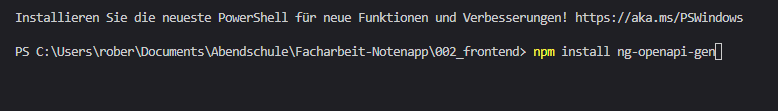 Installieren Sie die neueste PowerShell für neue Funktionen und Verbesserungen! https://aka.ms/PSWindows
PS C:\Users\rober\Documents\Abendschule\Facharbeit-Notenapp\002_frontend> npm install ng-openapi-gen